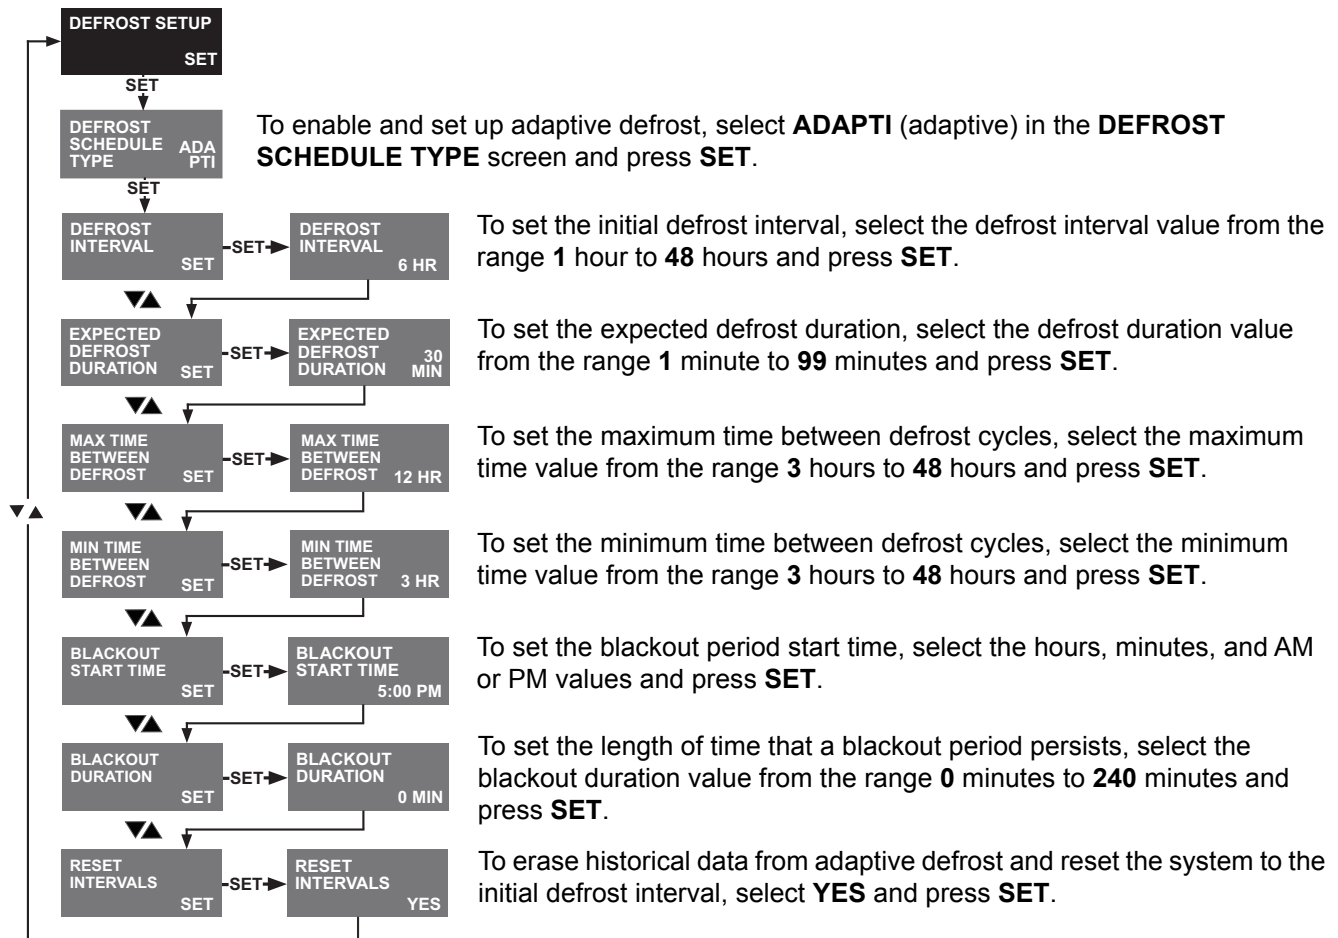 DEFROST SETUP
SET
SET
DEFROST
SCHEDULE
TYPE
ADA
PTI
To enable and set up adaptive defrost, select ADAPTI (adaptive) in the DEFROST
SCHEDULE TYPE screen and press SET.
SET
DEFROST
INTERVAL
SET
SET
DEFROST
INTERVAL
6 HR
To set the initial defrost interval, select the defrost interval value from the
range 1 hour to 48 hours and press SET.
EXPECTED
DEFROST
DURATION
SET
SET
EXPECTED
DEFROST
DURATION
30
MIN
To set the expected defrost duration, select the defrost duration value
from the range 1 minute to 99 minutes and press SET.
MAX TIME
BETWEEN
DEFROST
SET
SET
MAX TIME
BETWEEN
DEFROST
12 HR
To set the maximum time between defrost cycles, select the maximum
time value from the range 3 hours to 48 hours and press SET.
MIN TIME
BETWEEN
DEFROST
SET
SET
MIN TIME
BETWEEN
DEFROST
3 HR
To set the minimum time between defrost cycles, select the minimum
time value from the range 3 hours to 48 hours and press SET.
BLACKOUT
START TIME
SET
SET
BLACKOUT
START TIME
5:00 PM
To set the blackout period start time, select the hours, minutes, and AM
or PM values and press SET.
BLACKOUT
DURATION
SET
SET
BLACKOUT
DURATION
0 MIN
To set the length of time that a blackout period persists, select the
blackout duration value from the range 0 minutes to 240 minutes and
press SET.
RESET
INTERVALS
SET
SET
RESET
INTERVALS
YES
To erase historical data from adaptive defrost and reset the system to the
initial defrost interval, select YES and press SET.